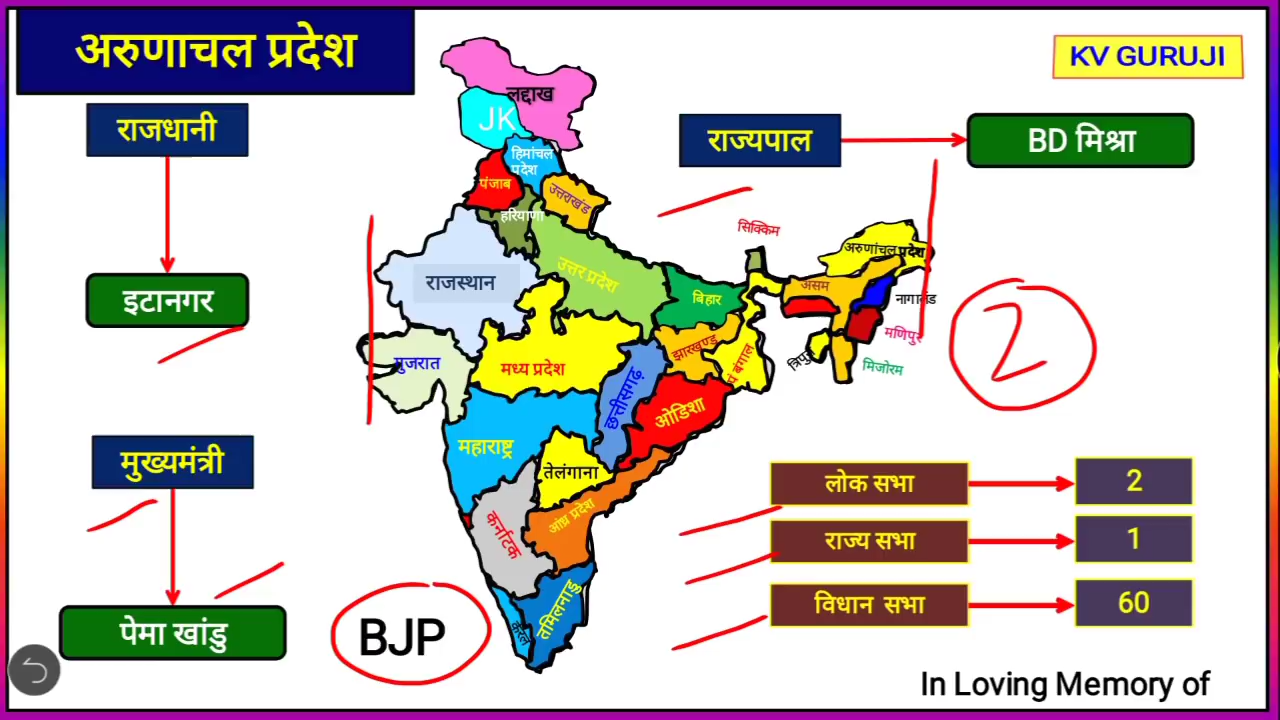 अरुणाचल प्रदेश
KV GURUJI
राजधानी
इटानगर
मुख्यमंत्री
पेमा खांडु
BJP
राज्यपाल
BD मिश्रा
2
लद्दाख
JK
हिमांचल
प्रदेश
पंजाब
उत्तराखंड
हरियाणा
राजस्थान
उत्तर प्रदेश
बिहार
सिक्किम
अरुणांचल प्रदेश
असम
नागालैंड
मणिपुर
मिजोरम
त्रिपुरा
गुजरात
मध्य प्रदेश
झारखण्ड
पं बंगाल
छत्तीसगढ़
ओडिशा
महाराष्ट्र
तेलंगाना
आंध्र प्रदेश
कर्नाटक
तमिलनाडु
केरल
लोक सभा
2
राज्य सभा
1
विधान सभा
60
In Loving Memory of